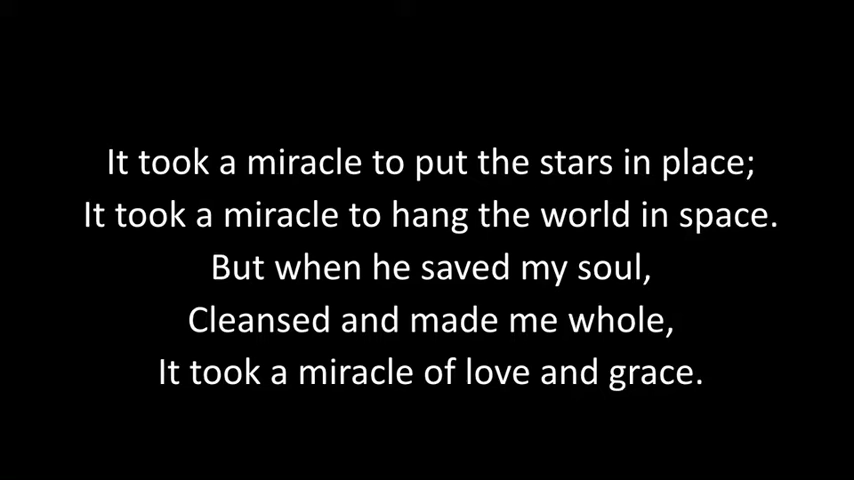 It took a miracle to put the stars in place;
It took a miracle to hang the world in space.
But when he saved my soul,
Cleansed and made me whole,
It took a miracle of love and grace.